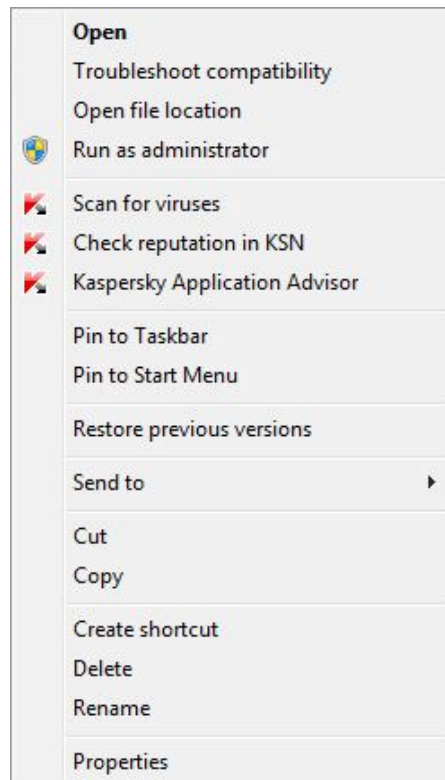 Open
Troubleshoot compatibility
Open file location
Run as administrator
Scan for viruses
Check reputation in KSN
Kaspersky Application Advisor
Pin to Taskbar
Pin to Start Menu
Restore previous versions
Send to
Cut
Copy
Create shortcut
Delete
Rename
Properties